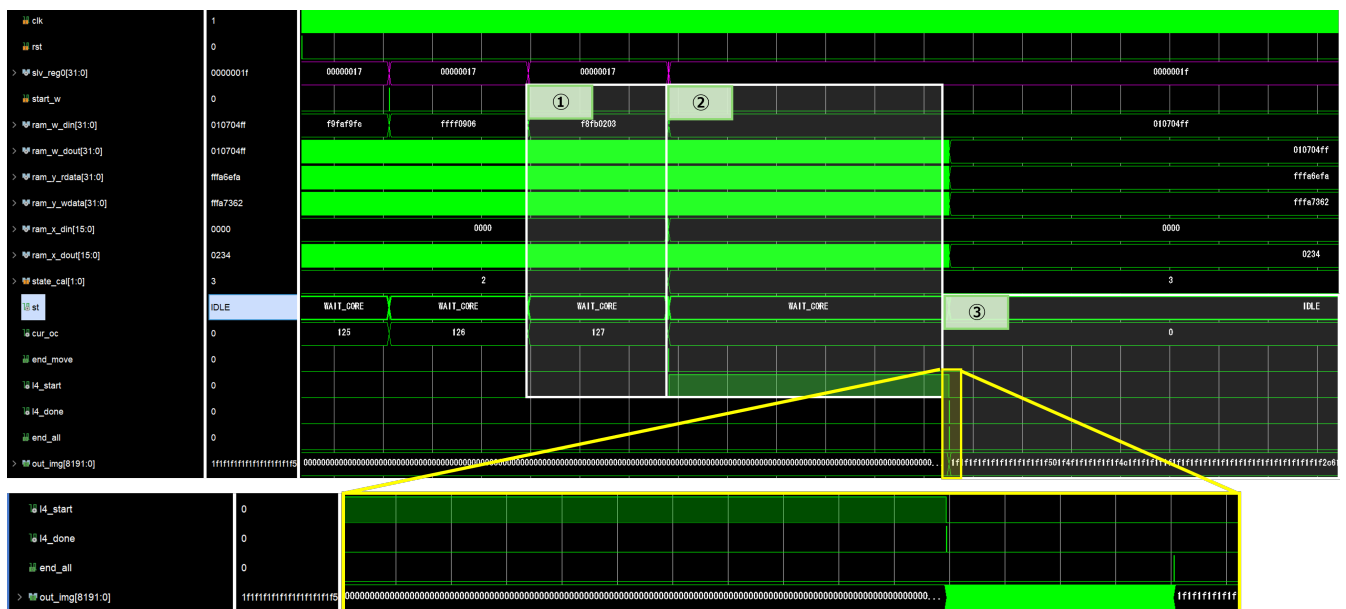 clk 1
rst 0
slv_reg0[31:0] 0000001f 00000017 00000017 00000017 0000001f
start_w 0 ① ②
ram_w_din[31:0] 010704ff f9faf9fe ffff0906 f8fb0203 010704ff
ram_w_dout[31:0] 010704ff 010704ff
ram_y_rdata[31:0] fffa6efa fffa6efa
ram_y_wdata[31:0] fffa7362 fffa7362
ram_x_din[15:0] 0000 0000 0000
ram_x_dout[15:0] 0234 0234
state_cal[1:0] 3 2 3
st IDLE WAIT_CORE WAIT_CORE WAIT_CORE WAIT_CORE IDLE
cur_oc 0 125 126 127 ③ 0
end_move 0
l4_start 0
l4_done 0
end_all 0
out_img[8191:0]
l4_start 0
l4_done 0
end_all 0
out_img[8191:0]